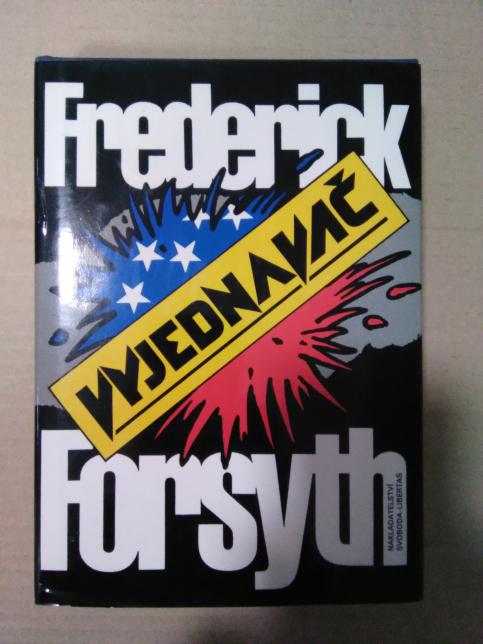 Frederick
VYJEDNAVAČ
Forsyth
NAKLADATELSTVÍ
SVOBODA-LIBERTAS